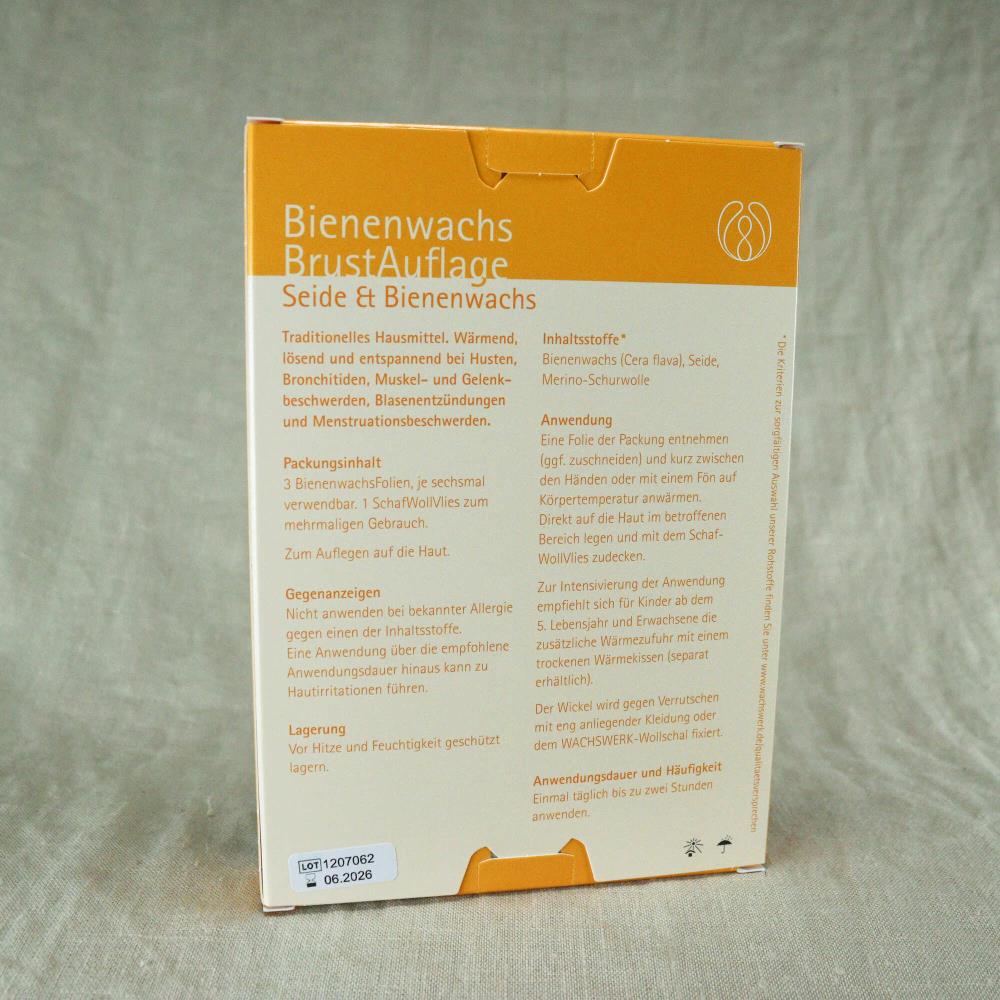 Bienenwachs
BrustAuflage
Seide & Bienenwachs
Traditionelles Hausmittel. Wärmend,
lösend und entspannend bei Husten,
Bronchitiden, Muskel- und Gelenk-
beschwerden, Blasenentzündungen
und Menstruationsbeschwerden.
Packungsinhalt
3 BienenwachsFolien, je sechsmal
verwendbar. 1 SchafWollVlies zum
mehrmaligen Gebrauch.
Zum Auflegen auf die Haut.
Gegenanzeigen
Nicht anwenden bei bekannter Allergie
gegen einen der Inhaltsstoffe.
Eine Anwendung über die empfohlene
Anwendungsdauer hinaus kann zu
Hautirritationen führen.
Lagerung
Vor Hitze und Feuchtigkeit geschützt
lagern.
LOT 1207062
06.2026
Inhaltsstoffe*
Bienenwachs (Cera flava), Seide,
Merino-Schurwolle
Anwendung
Eine Folie der Packung entnehmen
(ggf. zuschneiden) und kurz zwischen
den Händen oder mit einem Fön auf
Körpertemperatur anwärmen.
Direkt auf die Haut im betroffenen
Bereich legen und mit dem Schaf-
WollVlies zudecken.
Zur Intensivierung der Anwendung
empfiehlt sich für Kinder ab dem
5. Lebensjahr und Erwachsene die
zusätzliche Wärmezufuhr mit einem
trockenen Wärmekissen (separat
erhältlich).
Der Wickel wird gegen Verrutschen
mit eng anliegender Kleidung oder
dem WACHSWERK-Wollschal fixiert.
Anwendungsdauer und Häufigkeit
Einmal täglich bis zu zwei Stunden
anwenden.
* Die Kriterien zur sorgfältigen Auswahl unserer Rohstoffe finden Sie unter www.wachswerk.de/qualitaetsversprechen